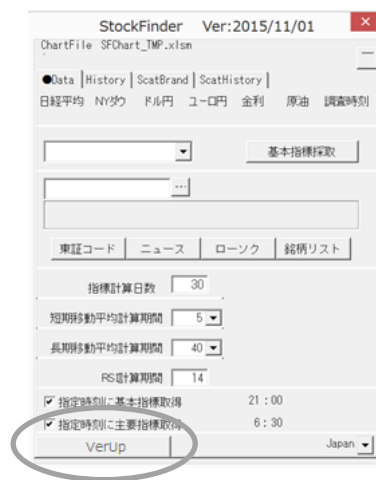 StockFinder Ver:2015/11/01
ChartFile SFChart_TMP.xlsm
●Data History ScatBrand ScatHistory
日経平均 NYダウ ドル円 ユーロ円 金利 原油 調査時刻
基本指標採取
...
東証コード ニュース ローソク 銘柄リスト
指標計算日数 30
短期移動平均計算期間 5
長期移動平均計算期間 40
RSI計算期間 14
指定時刻に基本指標取得 21:00
指定時刻に主要指標取得 6:30
VerUp Japan